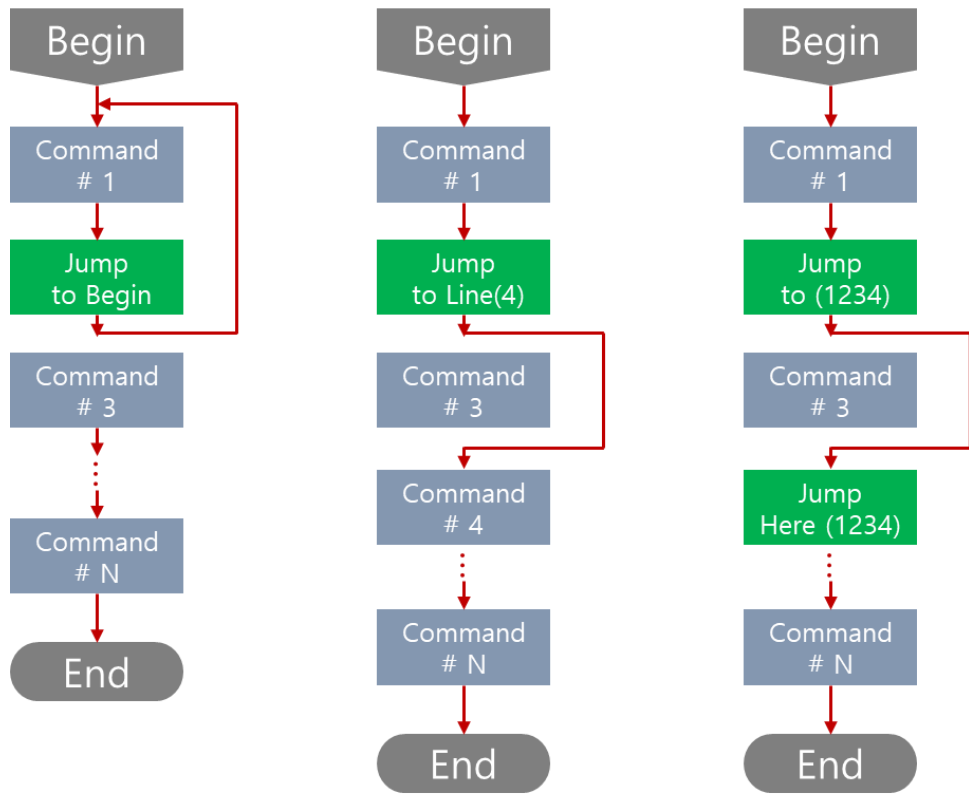 Begin
Command
# 1
Jump
to Begin
Command
# 3
Command
# N
End
Begin
Command
# 1
Jump
to Line(4)
Command
# 3
Command
# 4
Command
# N
End
Begin
Command
# 1
Jump
to (1234)
Command
# 3
Jump
Here (1234)
Command
# N
End